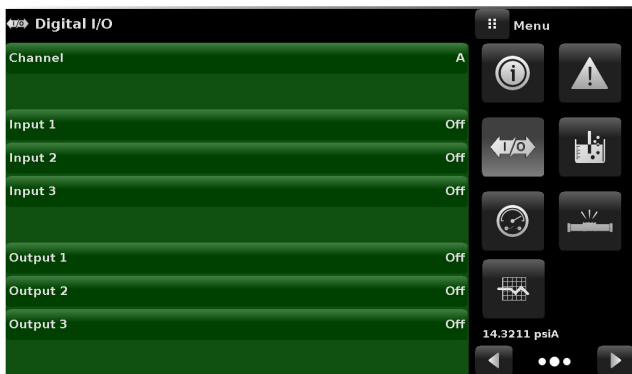 I/O Digital I/O
Menu
Channel A
Input 1 Off
Input 2 Off
Input 3 Off
Output 1 Off
Output 2 Off
Output 3 Off
I/O
14.3211 psiA